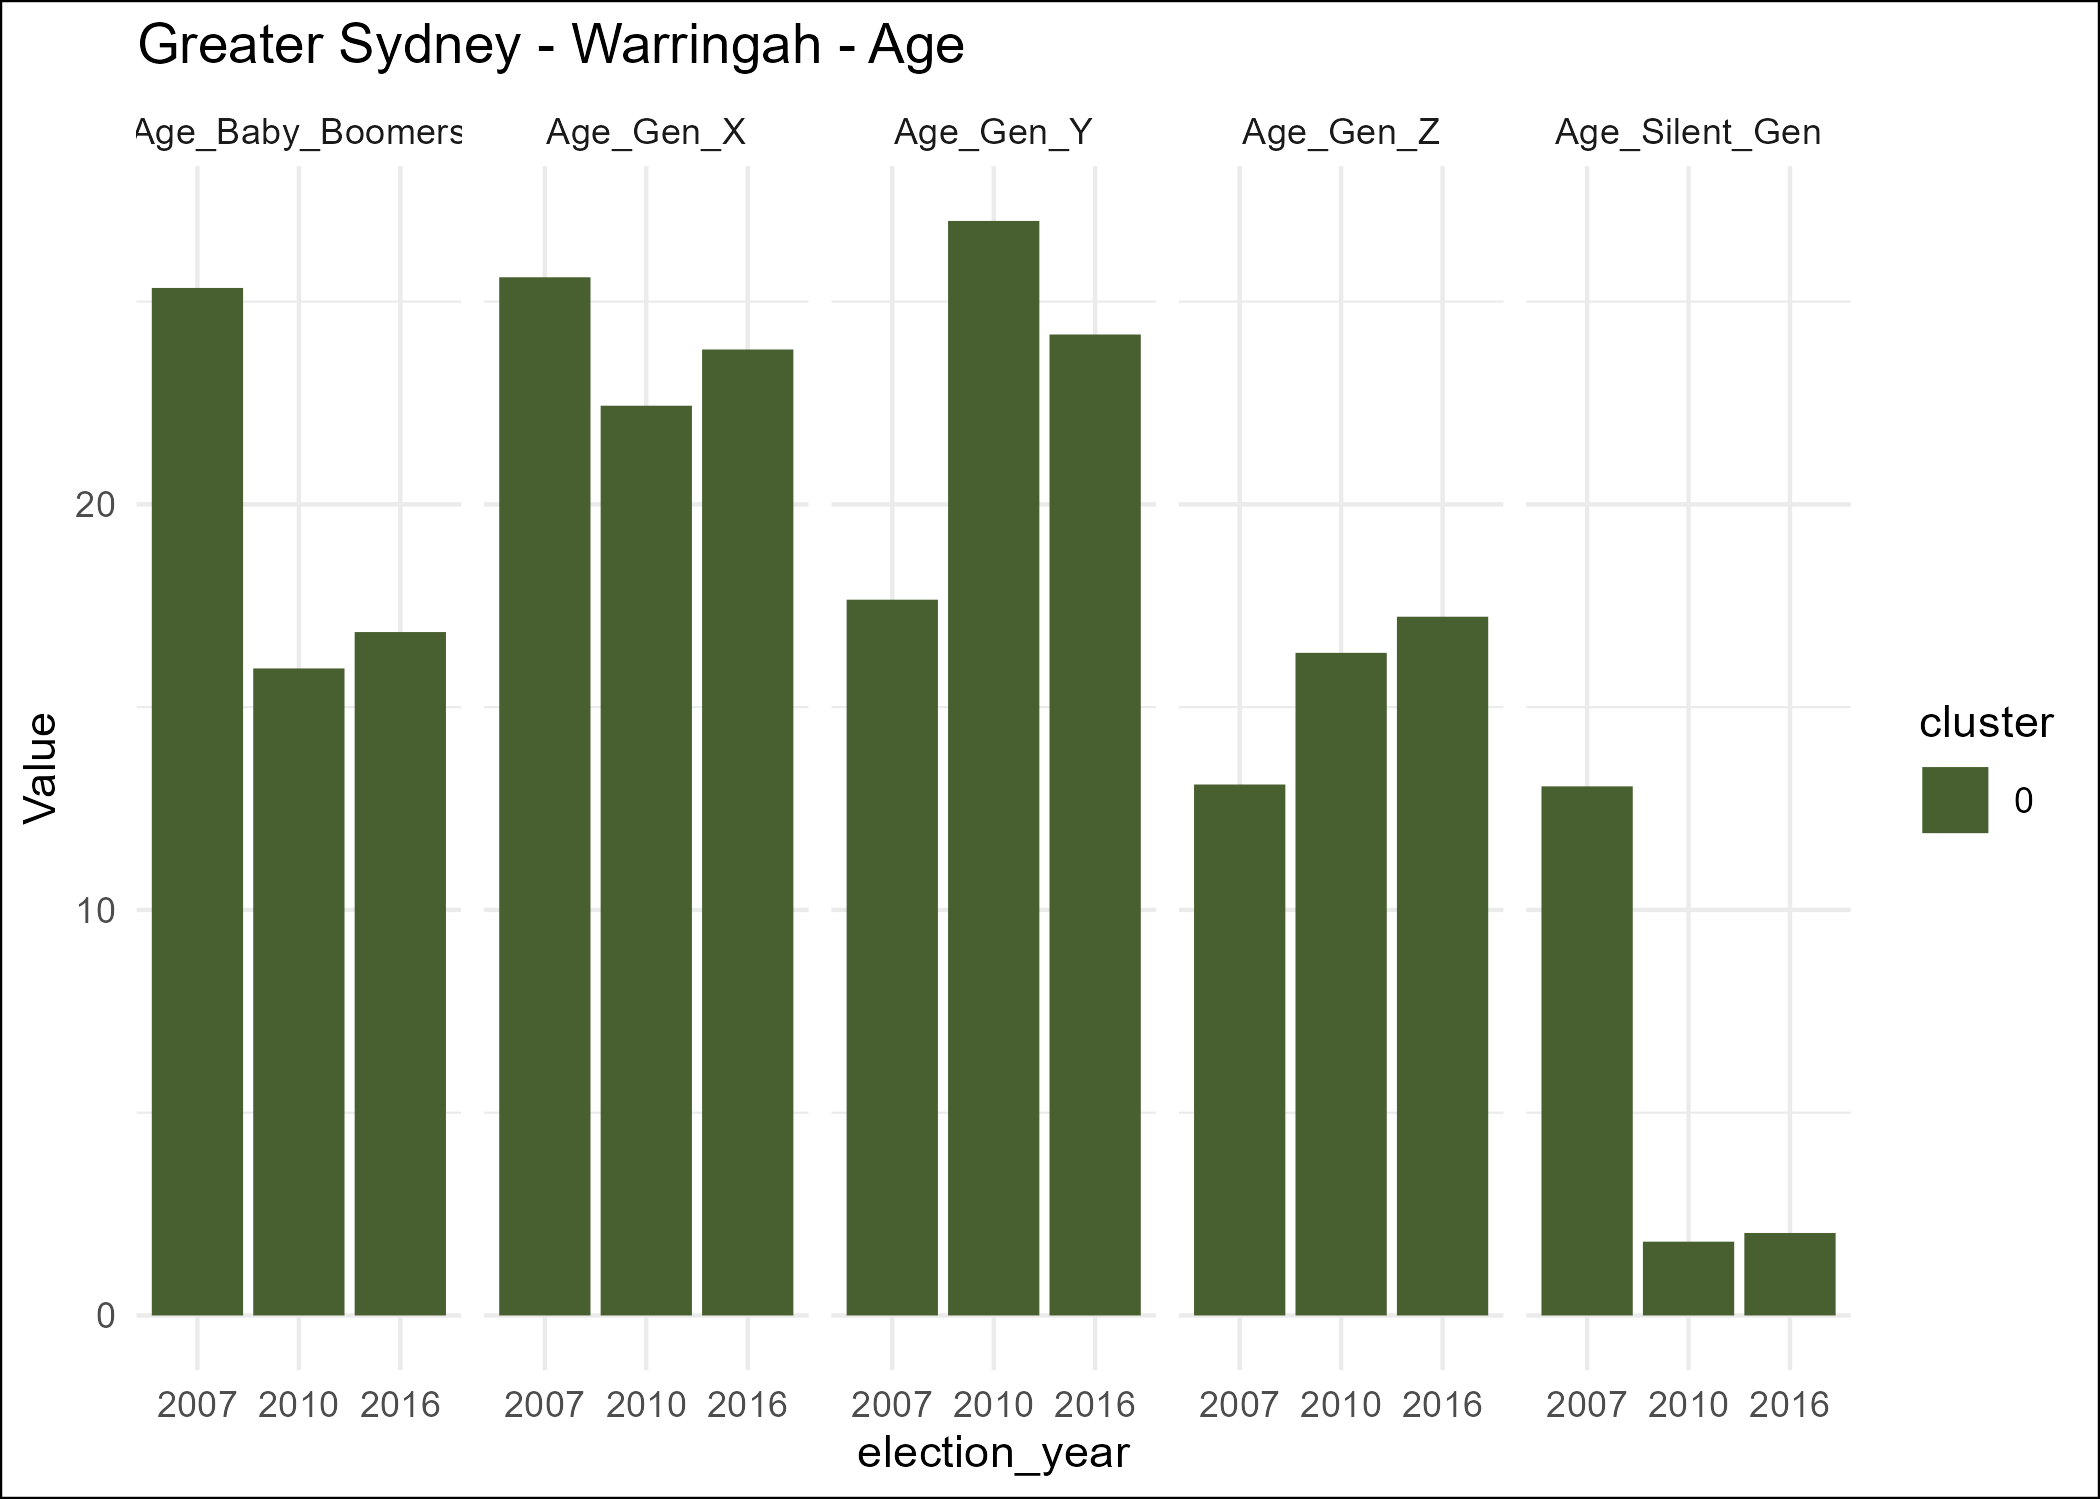 Greater Sydney - Warringah - Age
Age_Baby_Boomers Age_Gen_X Age_Gen_Y Age_Gen_Z Age_Silent_Gen
20
10
0
Value
2007 2010 2016 2007 2010 2016 2007 2010 2016 2007 2010 2016 2007 2010 2016
election_year
cluster
0